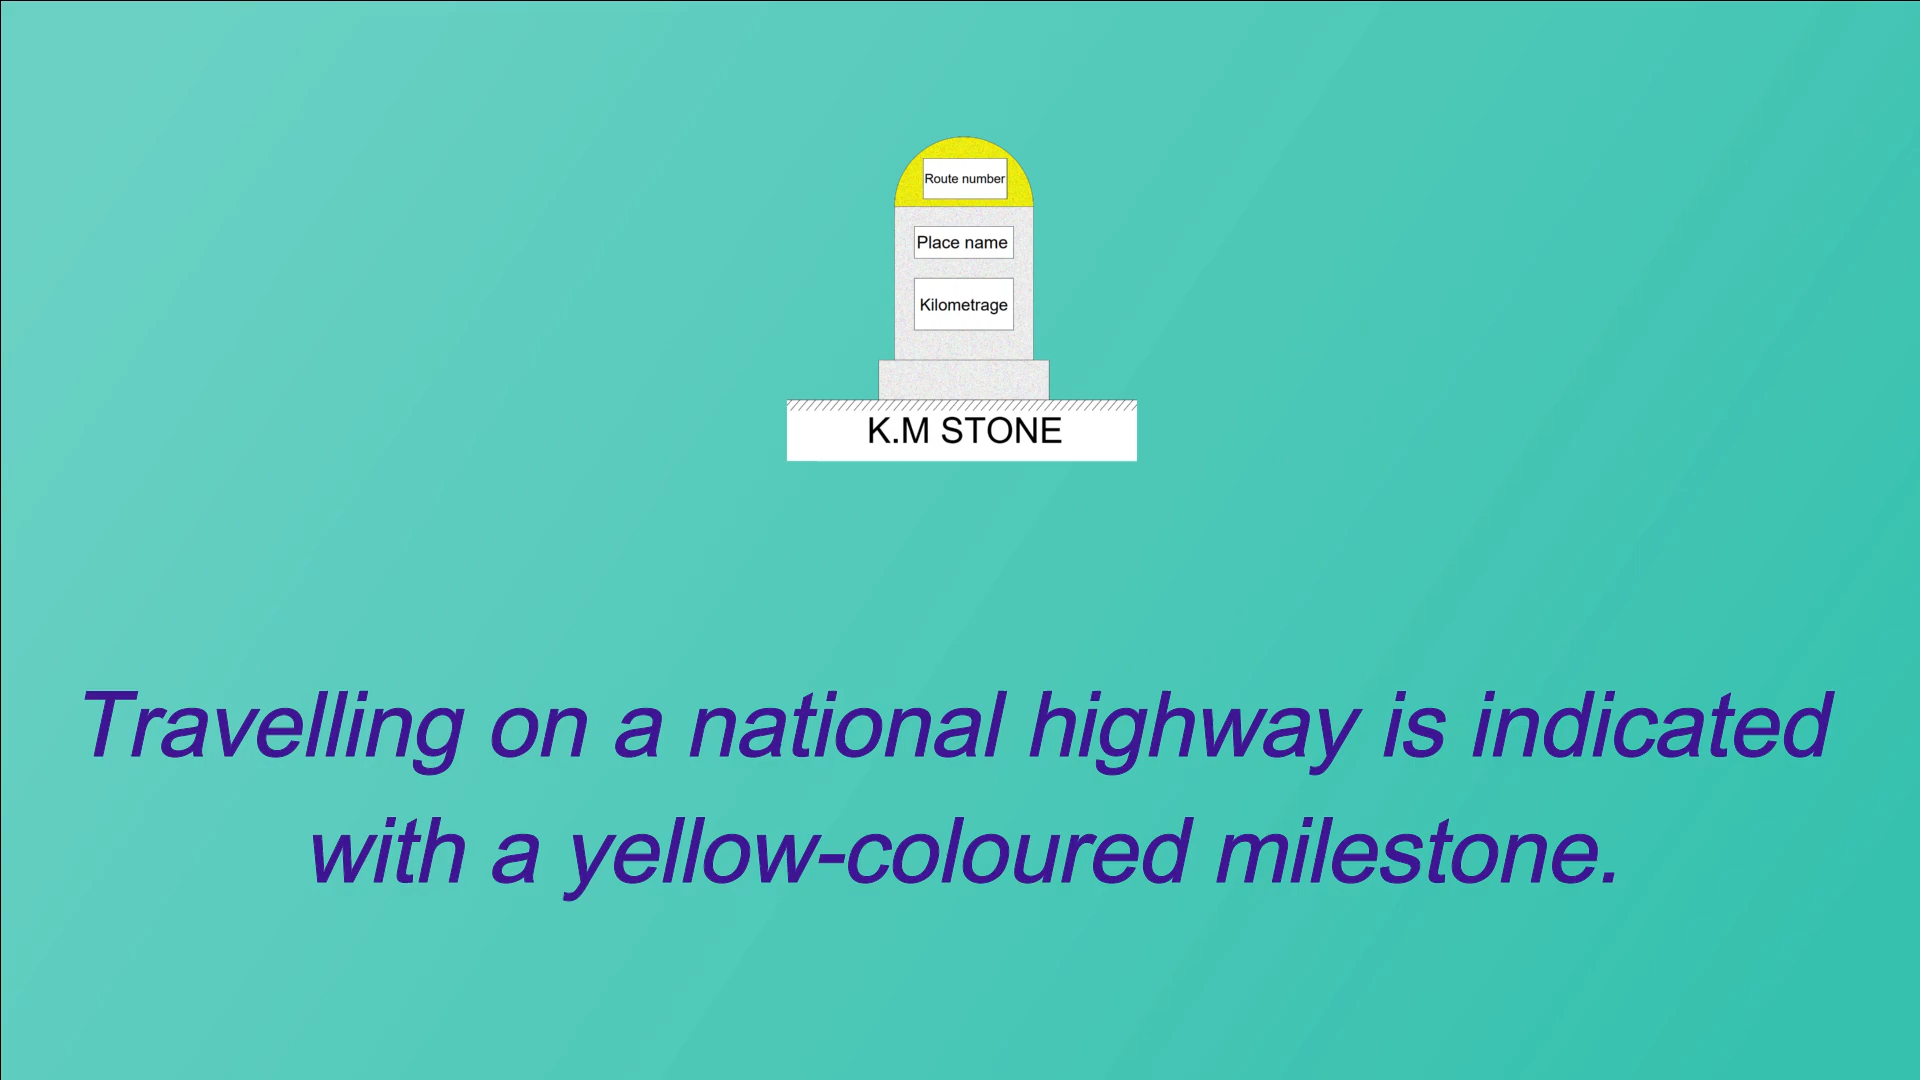 Route number
Place name
Kilometrage
K.M STONE
Travelling on a national highway is indicated
with a yellow-coloured milestone.